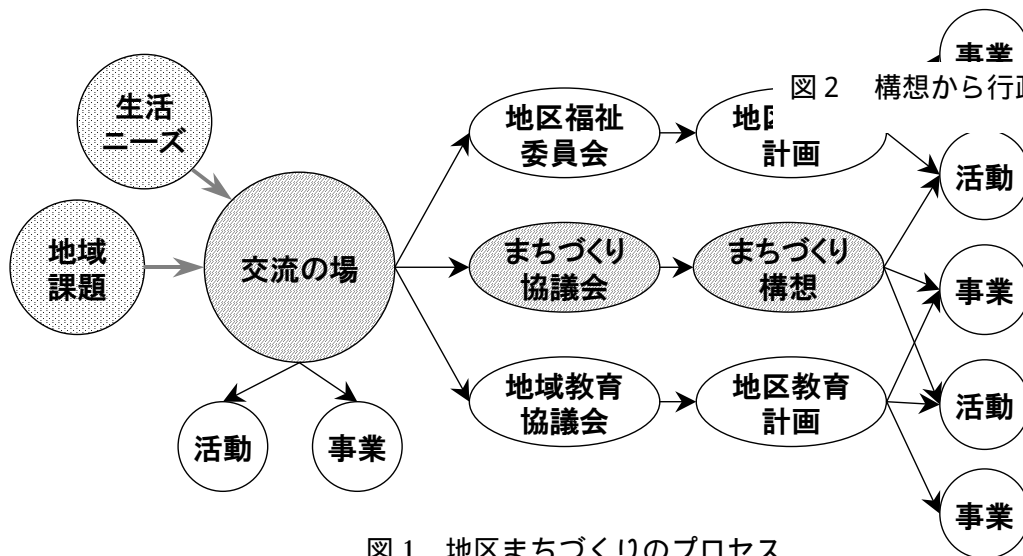 生活
ニーズ
地域
課題
交流の場
活動
事業
地区福祉
委員会
まちづくり
協議会
地域教育
協議会
地区
計画
まちづくり
構想
地区教育
計画
事業
図2 構想から行
活動
事業
活動
事業
図1 地区まちづくりのプロセス